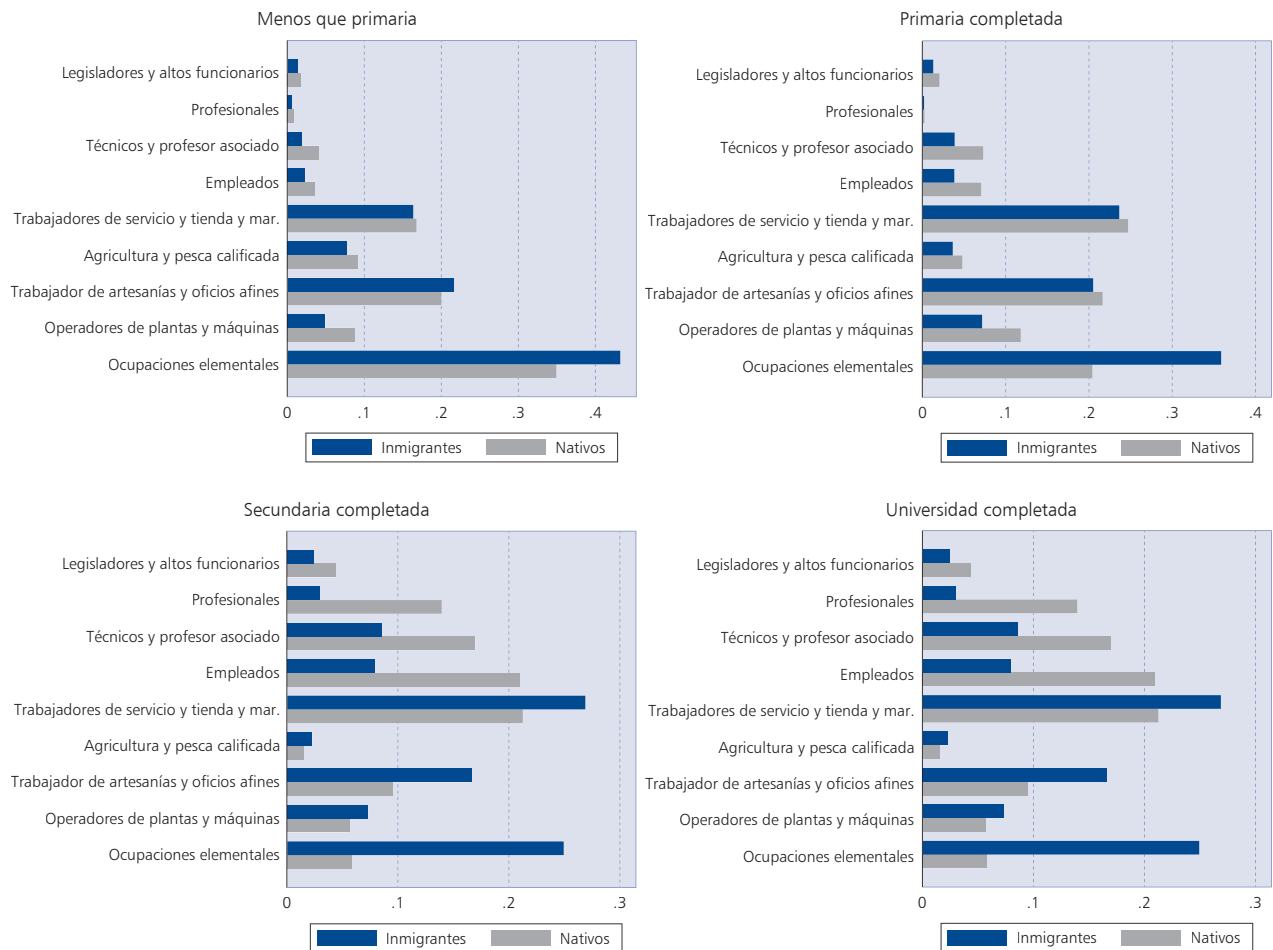 Menos que primaria
Legisladores y altos funcionarios
Profesionales
Técnicos y profesor asociado
Empleados
Trabajadores de servicio y tienda y mar.
Agricultura y pesca calificada
Trabajador de artesanías y oficios afines
Operadores de plantas y máquinas
Ocupaciones elementales
0 .1 .2 .3 .4
Inmigrantes Nativos
Primaria completada
Legisladores y altos funcionarios
Profesionales
Técnicos y profesor asociado
Empleados
Trabajadores de servicio y tienda y mar.
Agricultura y pesca calificada
Trabajador de artesanías y oficios afines
Operadores de plantas y máquinas
Ocupaciones elementales
0 .1 .2 .3 .4
Inmigrantes Nativos
Secundaria completada
Legisladores y altos funcionarios
Profesionales
Técnicos y profesor asociado
Empleados
Trabajadores de servicio y tienda y mar.
Agricultura y pesca calificada
Trabajador de artesanías y oficios afines
Operadores de plantas y máquinas
Ocupaciones elementales
0 .1 .2 .3
Inmigrantes Nativos
Universidad completada
Legisladores y altos funcionarios
Profesionales
Técnicos y profesor asociado
Empleados
Trabajadores de servicio y tienda y mar.
Agricultura y pesca calificada
Trabajador de artesanías y oficios afines
Operadores de plantas y máquinas
Ocupaciones elementales
0 .1 .2 .3
Inmigrantes Nativos